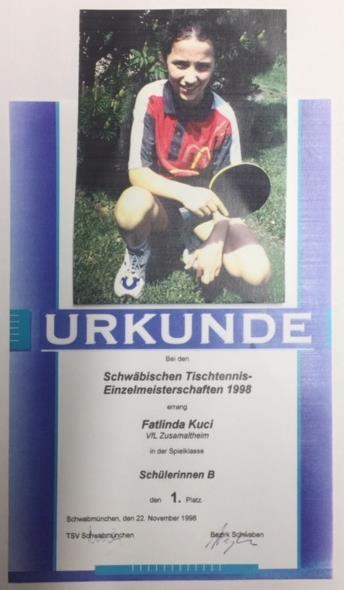 URKUNDE
Bei den
Schwäbischen Tischtennis-
Einzelmeisterschaften 1998
errang
Fatlinda Kuci
VfL Zusamaltheim
in der Spielklasse
Schülerinnen B
den 1. Platz.
Schwabmünchen, den 22. November 1998
TSV Schwabmünchen Bezirk Schwaben